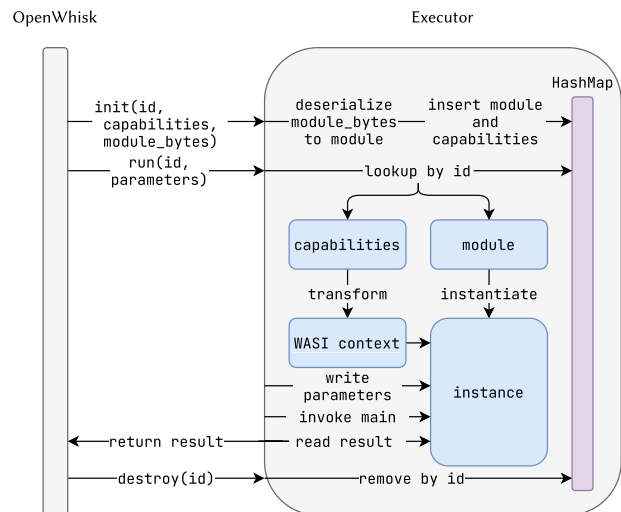 OpenWhisk
Executor
HashMap
init(id,
capabilities,
module_bytes)
deserialize
module_bytes
to module
insert module
and
capabilities
run(id,
parameters)
lookup by id
capabilities
module
transform
instantiate
WASI context
instance
write
parameters
invoke main
return result
read result
destroy(id)
remove by id